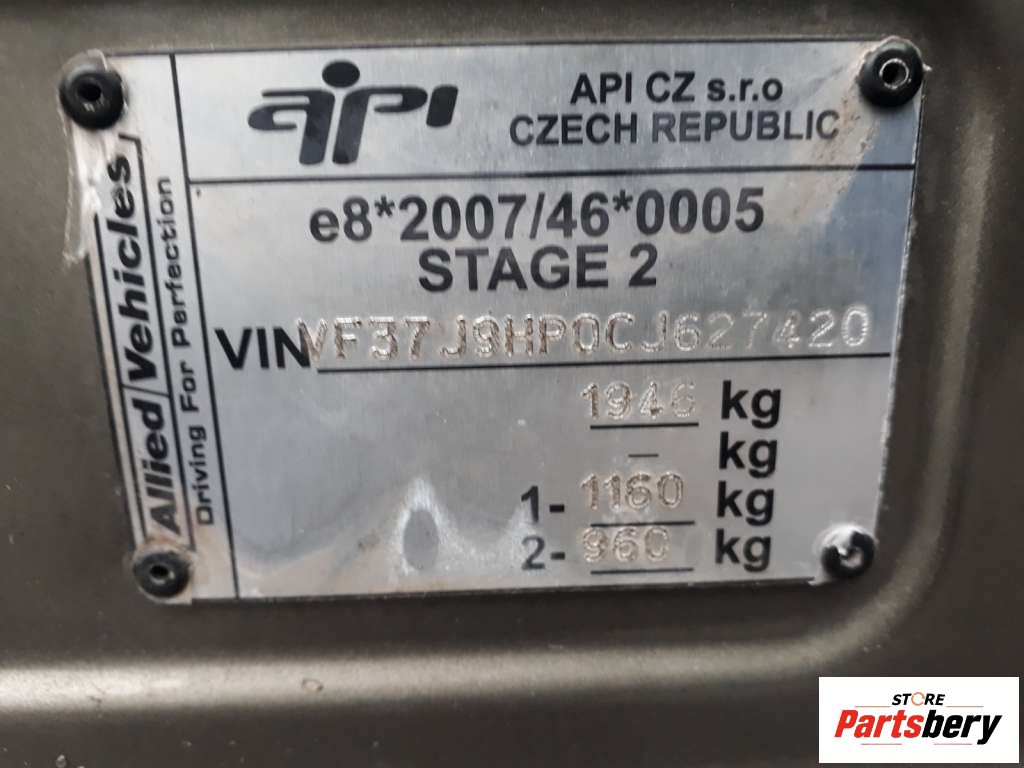 api
API CZ s.r.o
CZECH REPUBLIC
Allied Vehicles
Driving For Perfection
e8*2007/46*0005
STAGE 2
VIN VF37J9HP0CJ627420
1946 kg
- kg
1- 1160 kg
2- 960 kg
STORE
Partsbery